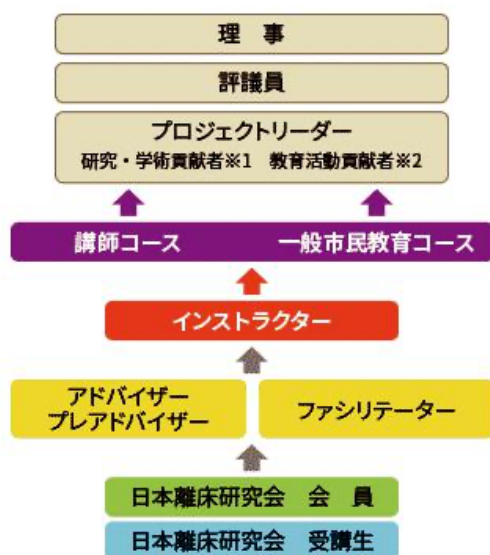 理　事
評議員
プロジェクトリーダー
研究・学術貢献者※1　教育活動貢献者※2
講師コース　一般市民教育コース
インストラクター
アドバイザー
プレアドバイザー
ファシリテーター
日本離床研究会　会　員
日本離床研究会　受講生